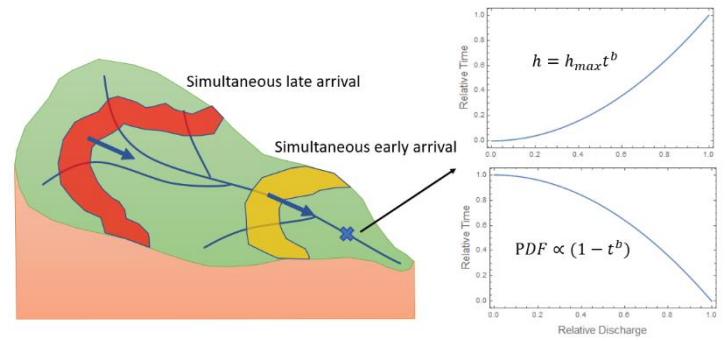 Simultaneous late arrival
Simultaneous early arrival
Relative Time
1.0
0.8
0.6
0.4
0.2
0.0
h = h_{max}t^b
0.0 0.2 0.4 0.6 0.8 1.0
Relative Time
1.0
0.8
0.6
0.4
0.2
0.0
PDF ∝ (1 − t^b)
0.0 0.2 0.4 0.6 0.8 1.0
Relative Discharge